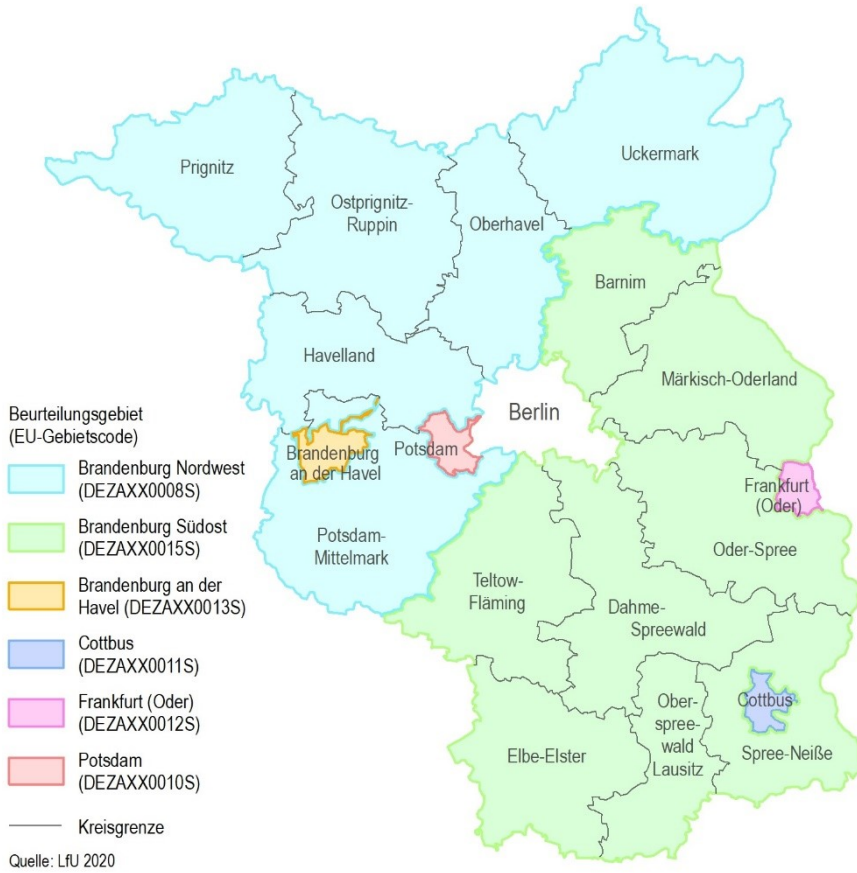 Prignitz
Uckermark
Ostprignitz-
Ruppin
Oberhavel
Barnim
Havelland
Märkisch-Oderland
Berlin
Potsdam
Brandenburg
an der Havel
Frankfurt
(Oder)
Potsdam-
Mittelmark
Oder-Spree
Teltow-
Fläming
Dahme-
Spreewald
Ober-
spree-
wald
Lausitz
Cottbus
Elbe-Elster
Spree-Neiße
Beurteilungsgebiet
(EU-Gebietscode)
Brandenburg Nordwest
(DEZAXX0008S)
Brandenburg Südost
(DEZAXX0015S)
Brandenburg an der
Havel (DEZAXX0013S)
Cottbus
(DEZAXX0011S)
Frankfurt (Oder)
(DEZAXX0012S)
Potsdam
(DEZAXX0010S)
Kreisgrenze
Quelle: LfU 2020